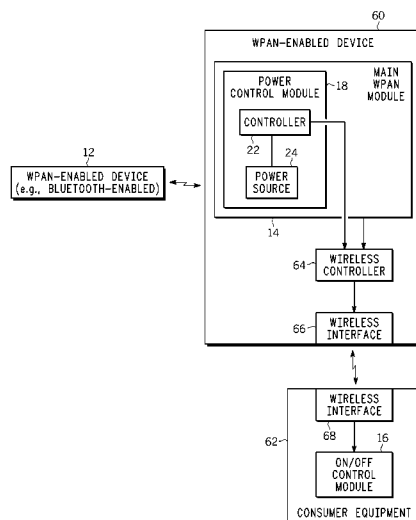 60
WPAN-ENABLED DEVICE
POWER
CONTROL MODULE
18
MAIN
WPAN
MODULE
CONTROLLER
22
24
POWER
SOURCE
12
WPAN-ENABLED DEVICE
(e.g., BLUETOOTH-ENABLED)
14
64
WIRELESS
CONTROLLER
66
WIRELESS
INTERFACE
WIRELESS
INTERFACE
62
68
16
ON/OFF
CONTROL
MODULE
CONSUMER EQUIPMENT